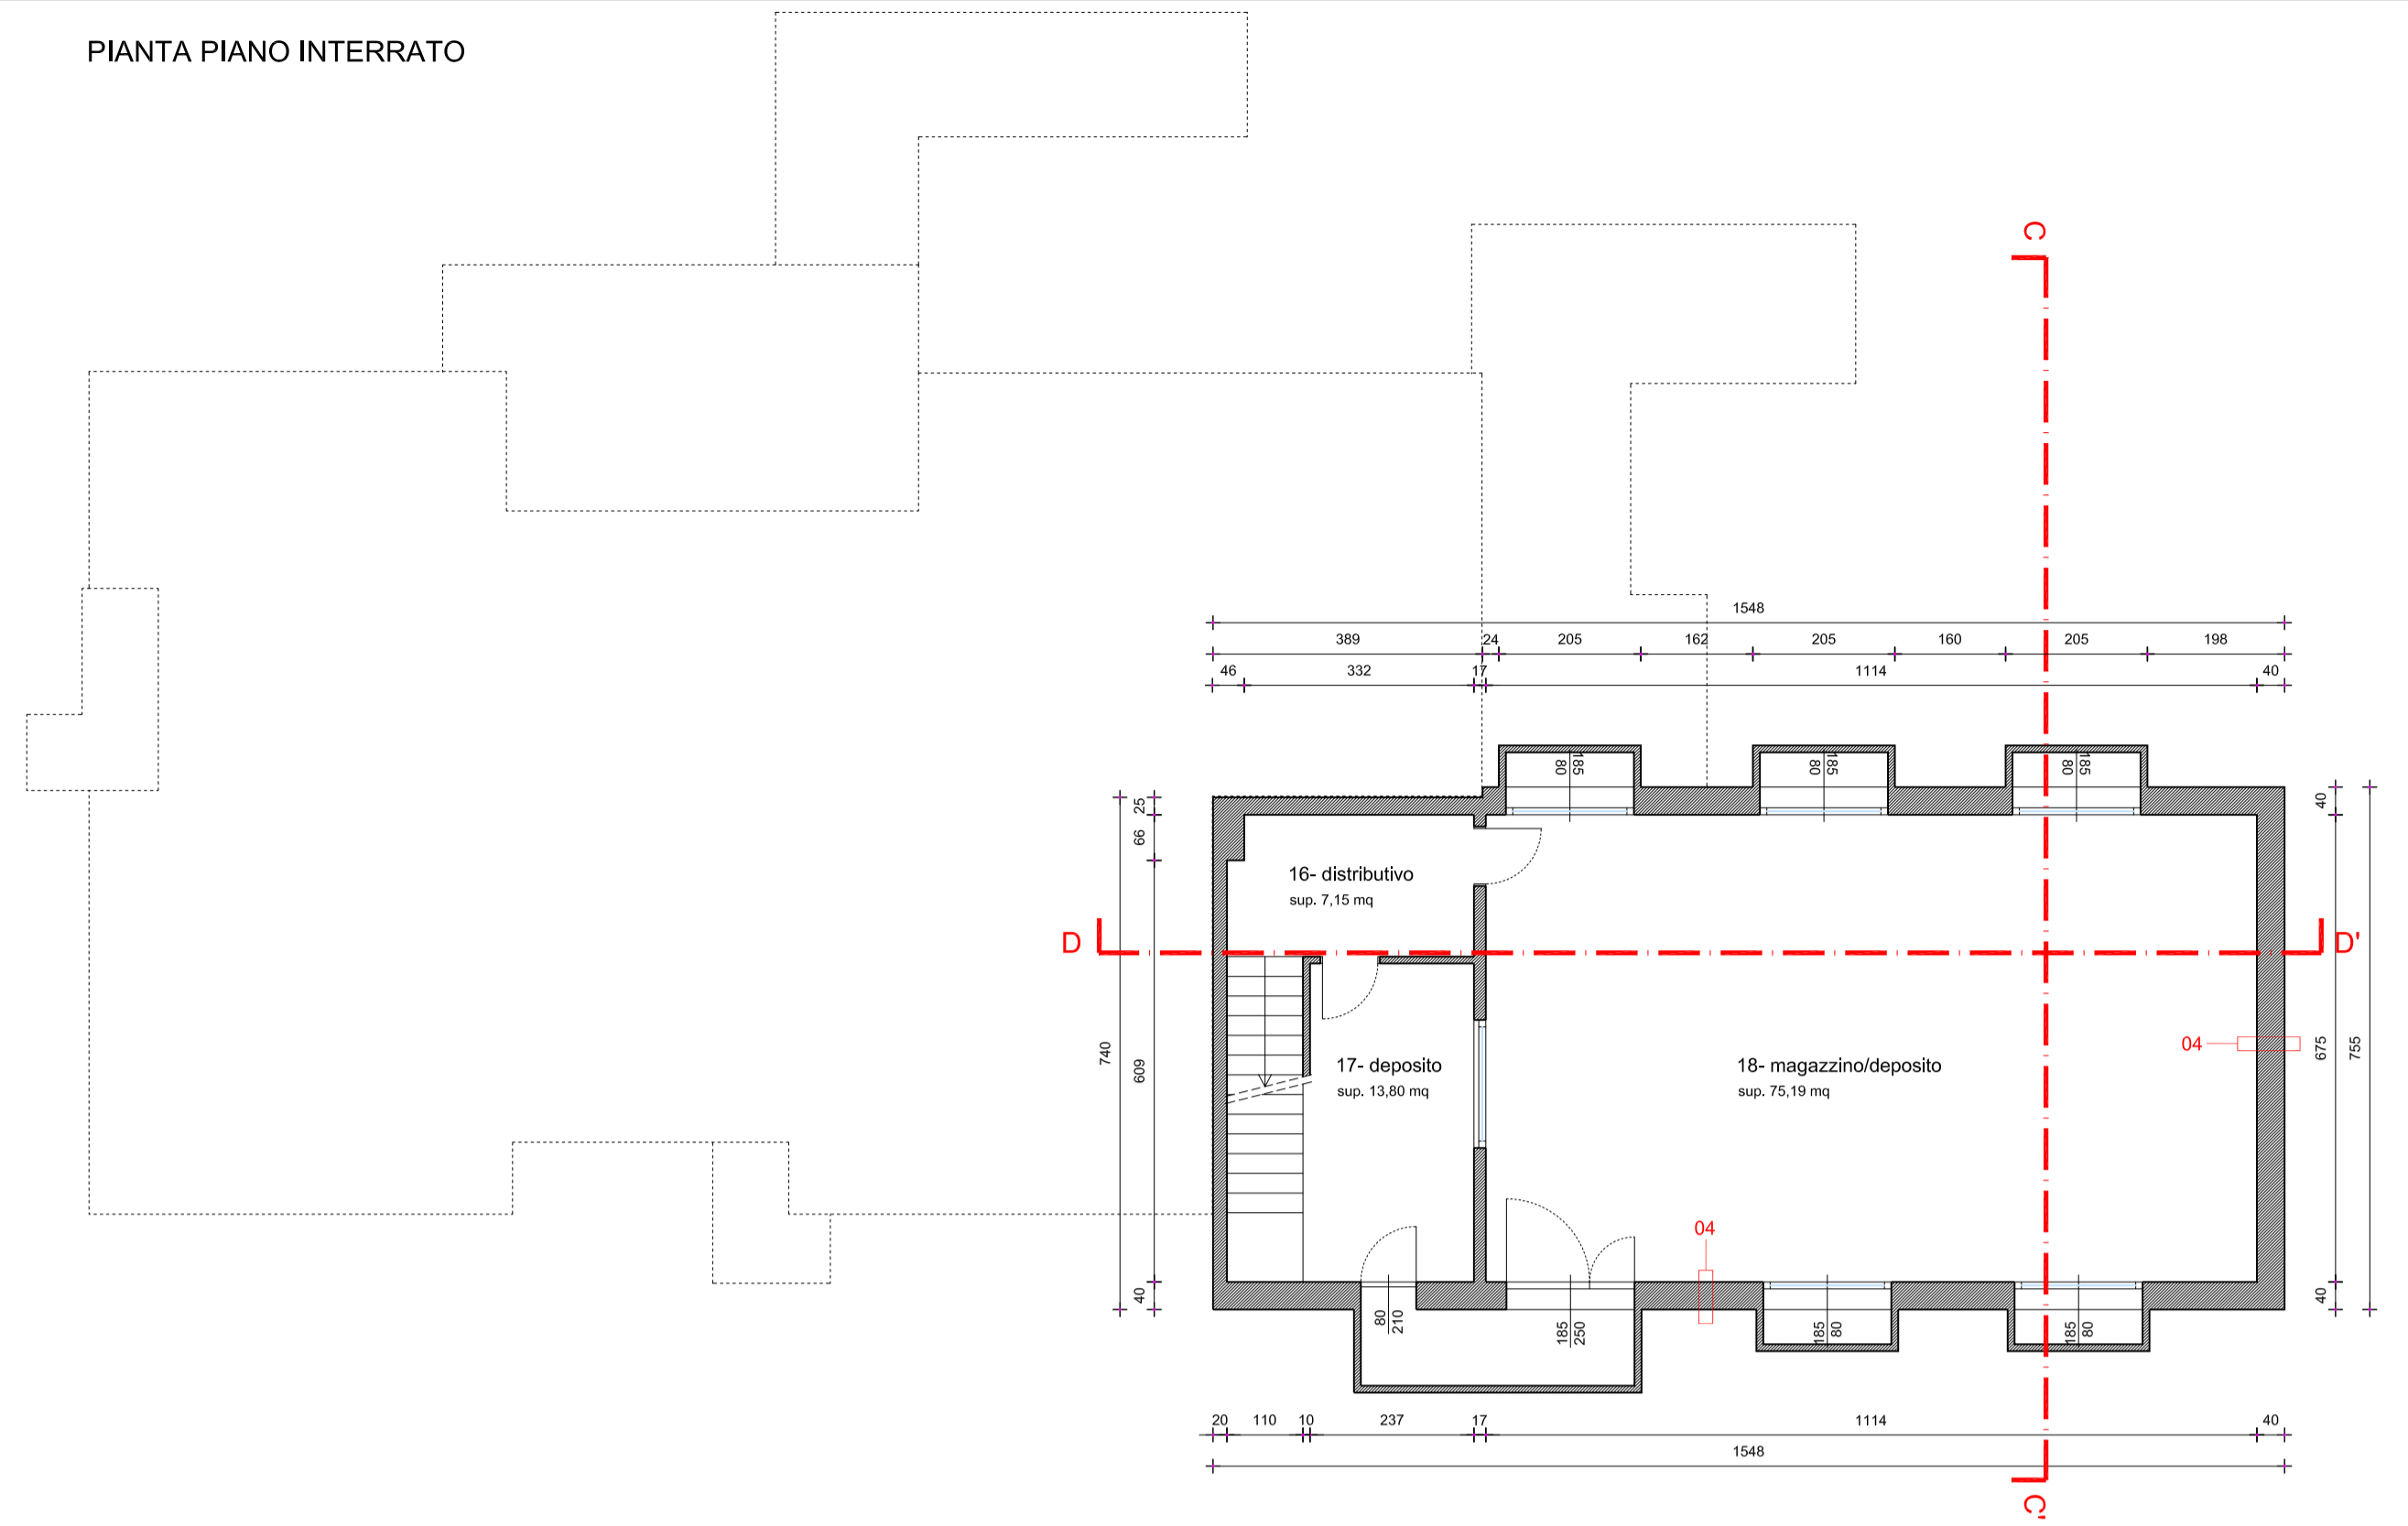 PIANTA PIANO INTERRATO
C
1548
389 24 205 162 205 160 205 198
46 332 17 1114 40
185
80
185
80
185
80
25
66
740
609
40
40
675
755
40
16- distributivo
sup. 7,15 mq
D
D'
04
17- deposito
sup. 13,80 mq
18- magazzino/deposito
sup. 75,19 mq
04
80
210
185
250
185
80
185
80
20 110 10 237 17 1114 40
1548
C'